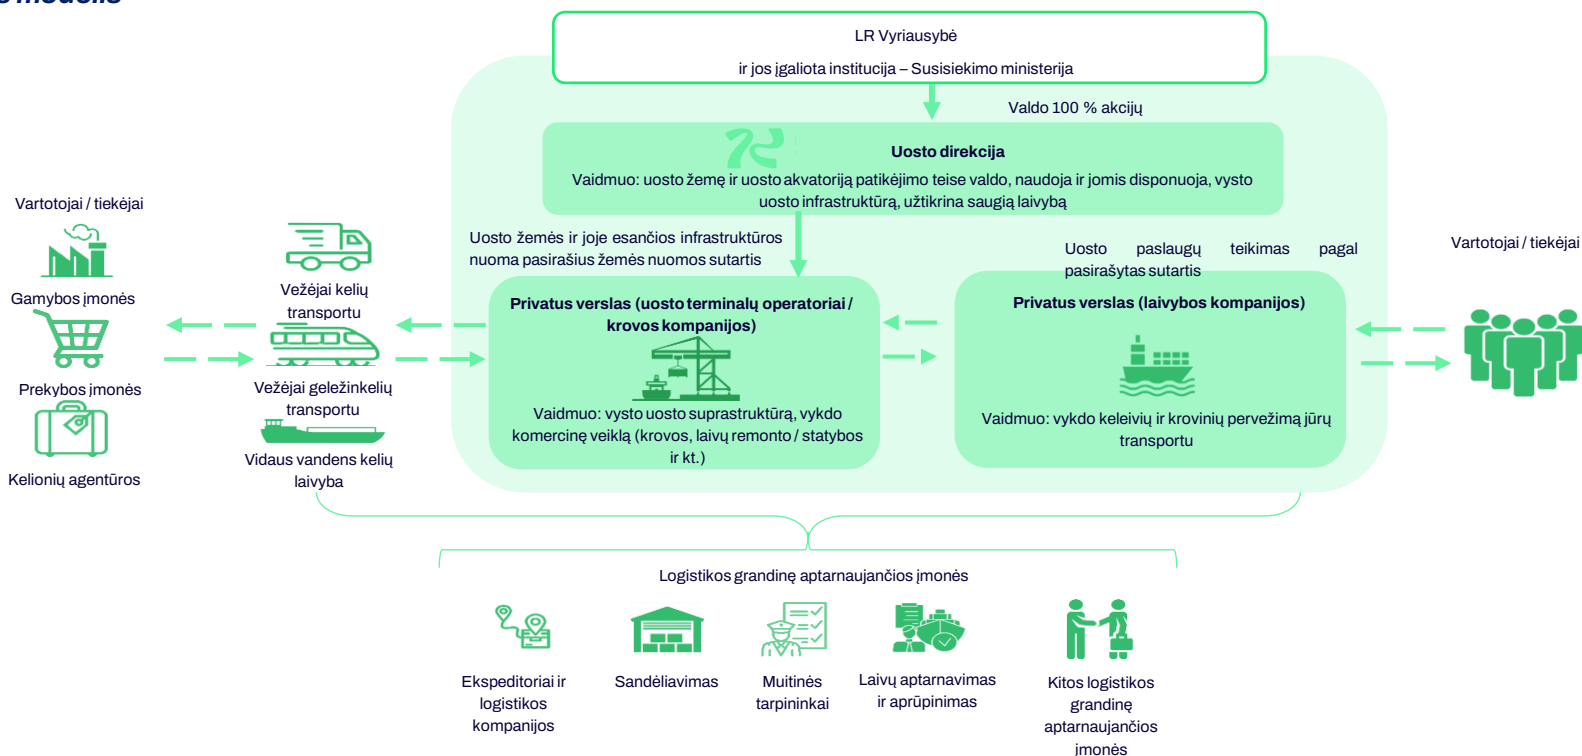 modelis
LR Vyriausybė
ir jos įgaliota institucija – Susisiekimo ministerija
Valdo 100 % akcijų
Uosto direkcija
Vaidmuo: uosto žemę ir uosto akvatoriją patikėjimo teise valdo, naudoja ir jomis disponuoja, vysto
uosto infrastruktūrą, užtikrina saugią laivybą
Uosto žemės ir joje esančios infrastruktūros
nuoma pasirašius žemės nuomos sutartis
Uosto paslaugų teikimas pagal
pasirašytas sutartis
Vartotojai / tiekėjai
Gamybos įmonės
Prekybos įmonės
Kelionių agentūros
Vežėjai kelių
transportu
Vežėjai geležinkelių
transportu
Vidaus vandens kelių
laivyba
Privatus verslas (uosto terminalų operatoriai /
krovos kompanijos)
Vaidmuo: vysto uosto suprastruktūrą, vykdo
komercinę veiklą (krovos, laivų remonto / statybos
ir kt.)
Privatus verslas (laivybos kompanijos)
Vaidmuo: vykdo keleivių ir krovinių pervežimą jūrų
transportu
Vartotojai / tiekėjai
Logistikos grandinę aptarnaujančios įmonės
Ekspeditoriai ir
logistikos
kompanijos
Sandėliavimas
Muitinės
tarpininkai
Laivų aptarnavimas
ir aprūpinimas
Kitos logistikos
grandinę
aptarnaujančios
įmonės